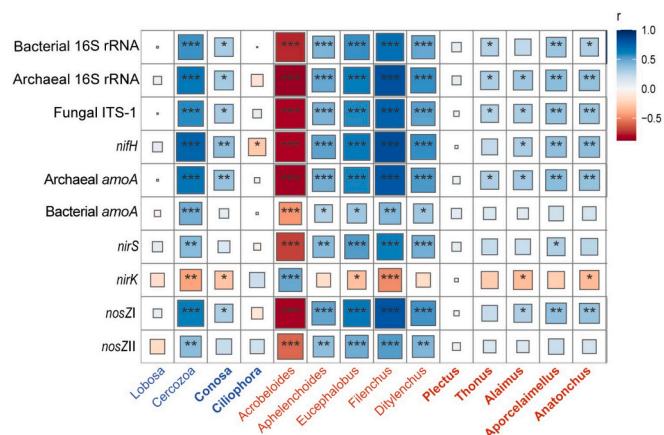 r
Bacterial 16S rRNA * *** * * *** *** *** *** *** * ** *
Archaeal 16S rRNA *** * *** *** *** *** *** * * ** **
Fungal ITS-1 *** * *** *** *** *** *** * * ** **
nifH *** ** * *** *** *** *** *** * ** **
Archaeal amoA *** ** *** *** *** *** *** * * ** **
Bacterial amoA *** *** * * ** *
nirS ** *** ** *** *** *** *
nirK ** * *** * *** * *
nosZI *** * *** *** *** *** *** * ** **
nosZII ** *** ** ** *** **
1.0
0.5
0.0
−0.5
Lobosa
Cercozoa
Conosa
Ciliophora
Acrobeloides
Aphelenchoides
Eucephalobus
Filenchus
Ditylenchus
Plectus
Thonus
Alaimus
Aporcelaimellus
Anatonchus